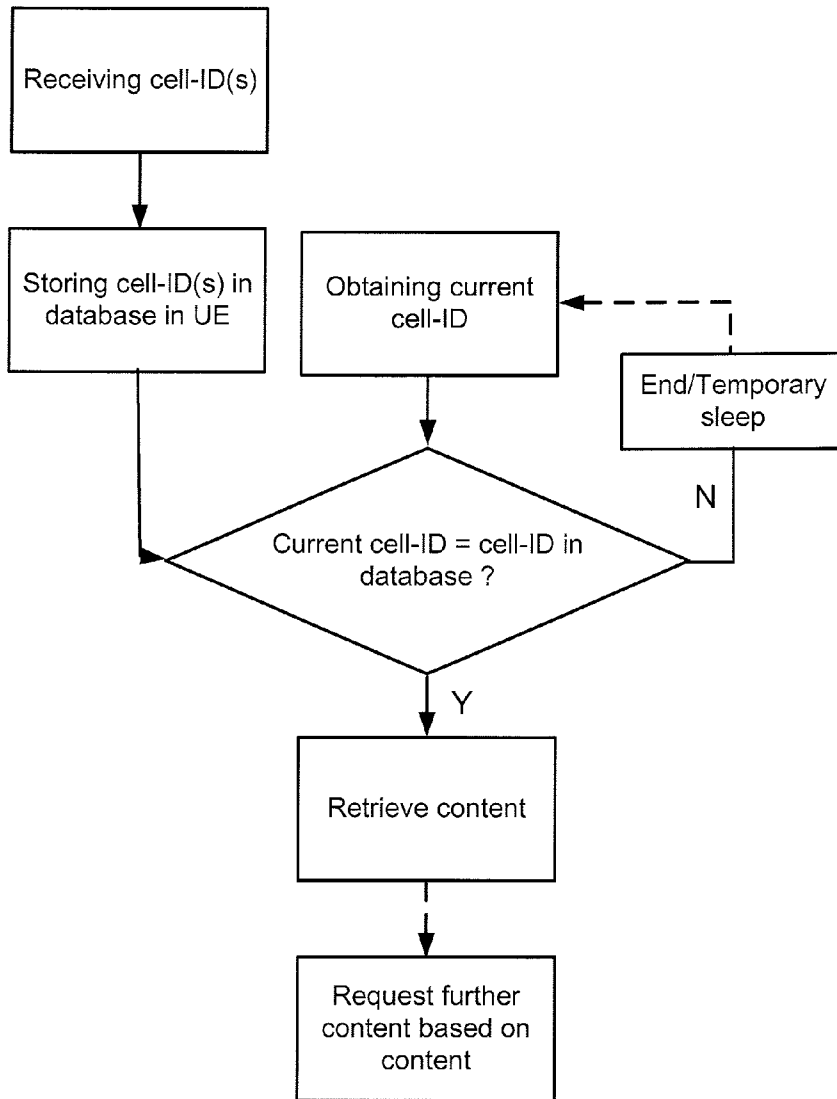 Receiving cell-ID(s)
Storing cell-ID(s) in
database in UE
Obtaining current
cell-ID
End/Temporary
sleep
N
Current cell-ID = cell-ID in
database ?
Y
Retrieve content
Request further
content based on
content